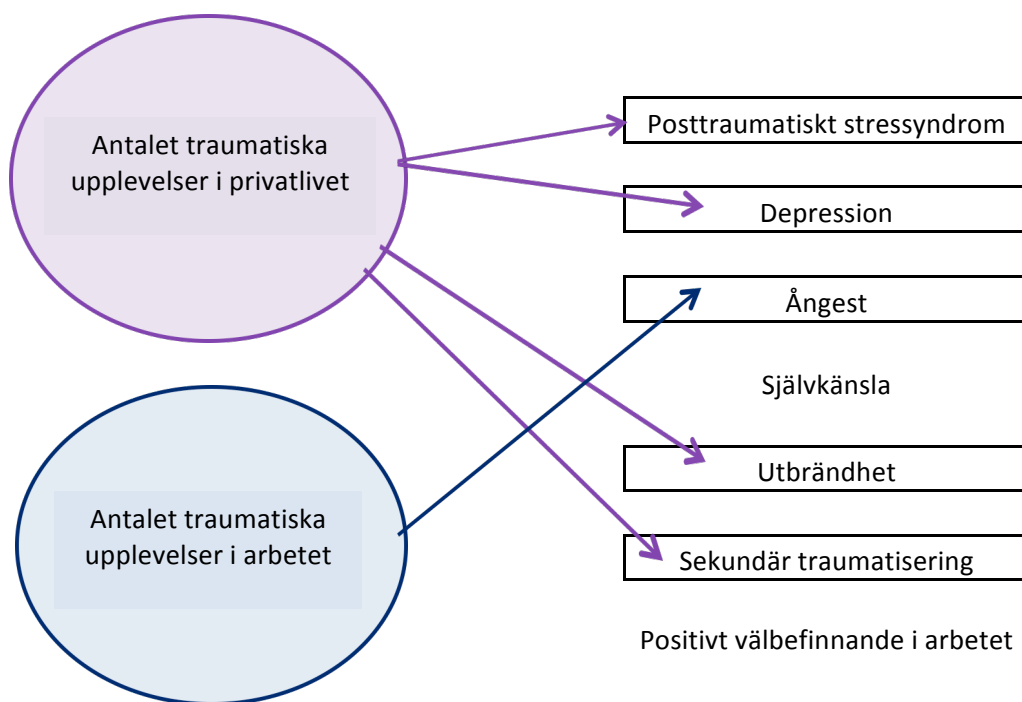 Antalet traumatiska
upplevelser i privatlivet
Antalet traumatiska
upplevelser i arbetet
Posttraumatiskt stressyndrom
Depression
Ångest
Självkänsla
Utbrändhet
Sekundär traumatisering
Positivt välbefinnande i arbetet